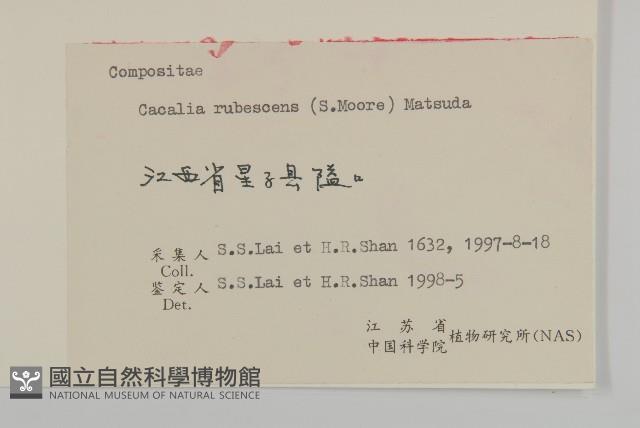 Compositae
Cacalia rubescens (S.Moore) Matsuda
江西省星子县隘口
采集人 S.S.Lai et H.R.Shan 1632, 1997-8-18
Coll.
鉴定人 S.S.Lai et H.R.Shan 1998-5
Det.
江苏省
中国科学院 植物研究所(NAS)
國立自然科學博物館
NATIONAL MUSEUM OF NATURAL SCIENCE